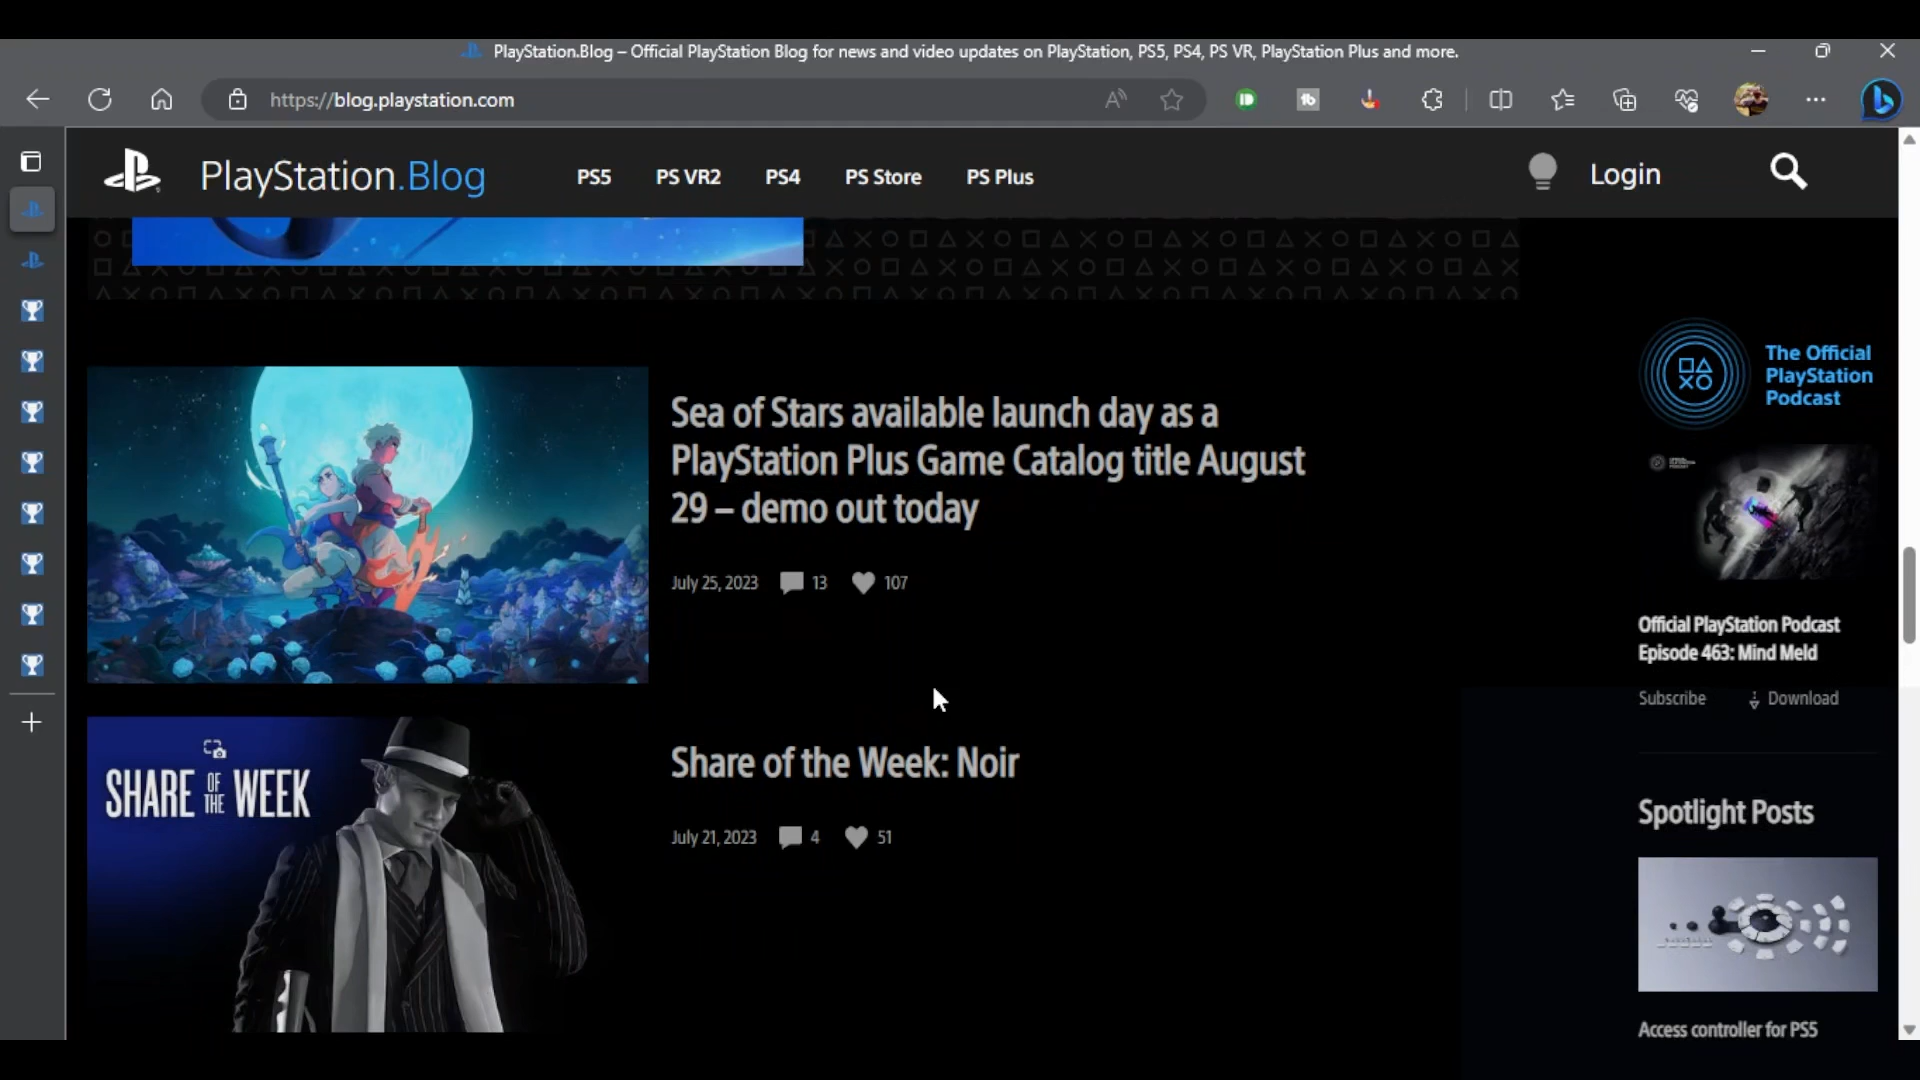 PlayStation.Blog – Official PlayStation Blog for news and video updates on PlayStation, PS5, PS4, PS VR, PlayStation Plus and more.
https://blog.playstation.com
PlayStation.Blog
PS5
PS VR2
PS4
PS Store
PS Plus
Login
Sea of Stars available launch day as a
PlayStation Plus Game Catalog title August
29 – demo out today
July 25, 2023
13
107
The Official
PlayStation
Podcast
Official PlayStation Podcast
Episode 463: Mind Meld
Subscribe
Download
SHARE OF THE WEEK
Share of the Week: Noir
July 21, 2023
4
51
Spotlight Posts
Access controller for PS5